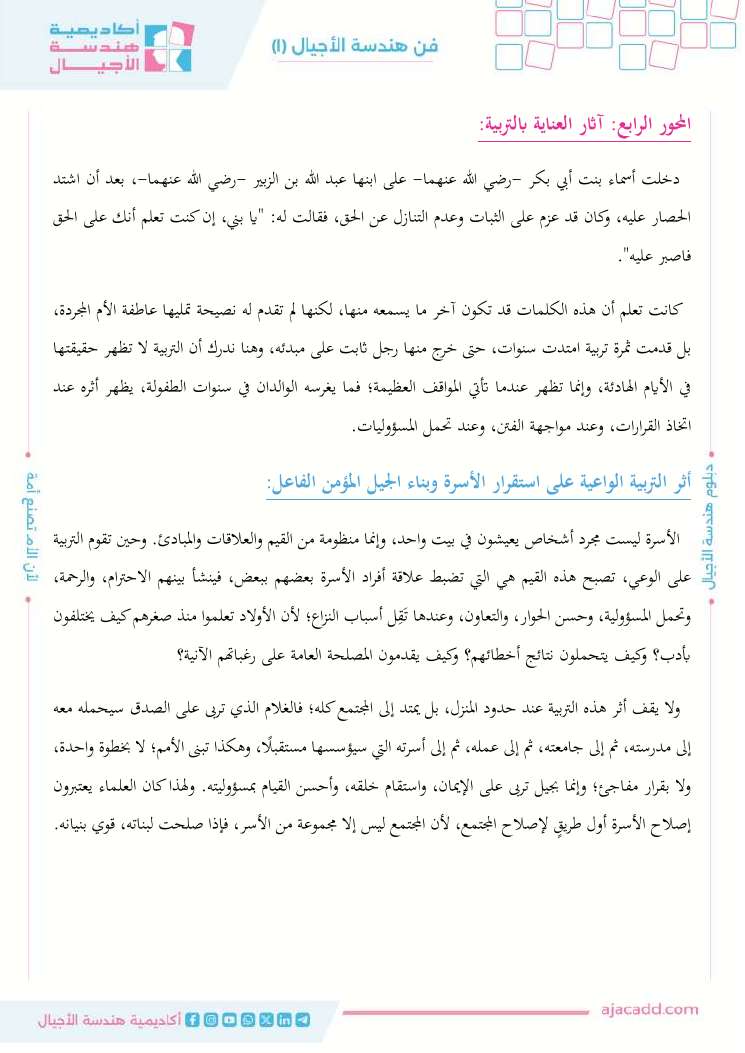 أكاديمية
هندسة
الأجيال
فن هندسة الأجيال (١)
المحور الرابع: آثار العناية بالتربية:
دخلت أسماء بنت أبي بكر –رضي الله عنهما– على ابنها عبد الله بن الزبير –رضي الله عنهما–، بعد أن اشتد
الحصار عليه، وكان قد عزم على الثبات وعدم التنازل عن الحق، فقالت له: "يا بني، إن كنت تعلم أنك على الحق
فاصبر عليه".
كانت تعلم أن هذه الكلمات قد تكون آخر ما يسمعه منها، لكنها لم تقدم له نصيحة تمليها عاطفة الأم المجردة،
بل قدمت ثمرة تربية امتدت سنوات، حتى خرج منها رجل ثابت على مبدئه، وهنا ندرك أن التربية لا تظهر حقيقتها
في الأيام الهادئة، وإنما تظهر عندما تأتي المواقف العظيمة؛ فما يغرسه الوالدان في سنوات الطفولة، يظهر أثره عند
اتخاذ القرارات، وعند مواجهة الفتن، وعند تحمل المسؤوليات.
أثر التربية الواعية على استقرار الأسرة وبناء الجيل المؤمن الفاعل:
الأسرة ليست مجرد أشخاص يعيشون في بيت واحد، وإنما منظومة من القيم والعلاقات والمبادئ. وحين تقوم التربية
على الوعي، تصبح هذه القيم هي التي تضبط علاقة أفراد الأسرة بعضهم ببعض، فينشأ بينهم الاحترام، والرحمة،
وتحمل المسؤولية، وحسن الحوار، والتعاون، وعندها تَقِل أسباب النزاع؛ لأن الأولاد تعلموا منذ صغرهم كيف يختلفون
بأدب؟ وكيف يتحملون نتائج أخطائهم؟ وكيف يقدمون المصلحة العامة على رغباتهم الآنية؟
ولا يقف أثر هذه التربية عند حدود المنزل، بل يمتد إلى المجتمع كله؛ فالغلام الذي تربى على الصدق سيحمله معه
إلى مدرسته، ثم إلى جامعته، ثم إلى عمله، ثم إلى أسرته التي سيؤسسها مستقبلًا، وهكذا تبنى الأمم؛ لا بخطوة واحدة،
ولا بقرار مفاجئ؛ وإنما بجيل تربى على الإيمان، واستقام خلقه، وأحسن القيام بمسؤوليته. ولهذا كان العلماء يعتبرون
إصلاح الأسرة أول طريقٍ لإصلاح المجتمع، لأن المجتمع ليس إلا مجموعة من الأسر، فإذا صلحت لبناته، قوي بنيانه.
دبلوم هندسة الأجيال
لأن الأم تصنع أمة
ajacadd.com
أكاديمية هندسة الأجيال